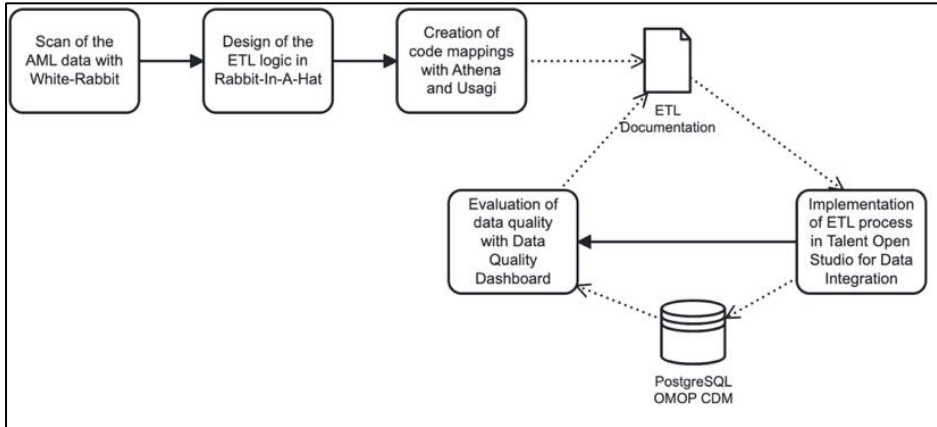 Scan of the
AML data with
White-Rabbit
Design of the
ETL logic in
Rabbit-In-A-Hat
Creation of
code mappings
with Athena
and Usagi
ETL
Documentation
Evaluation of
data quality
with Data
Quality
Dashboard
Implementation
of ETL process
in Talent Open
Studio for Data
Integration
PostgreSQL
OMOP CDM